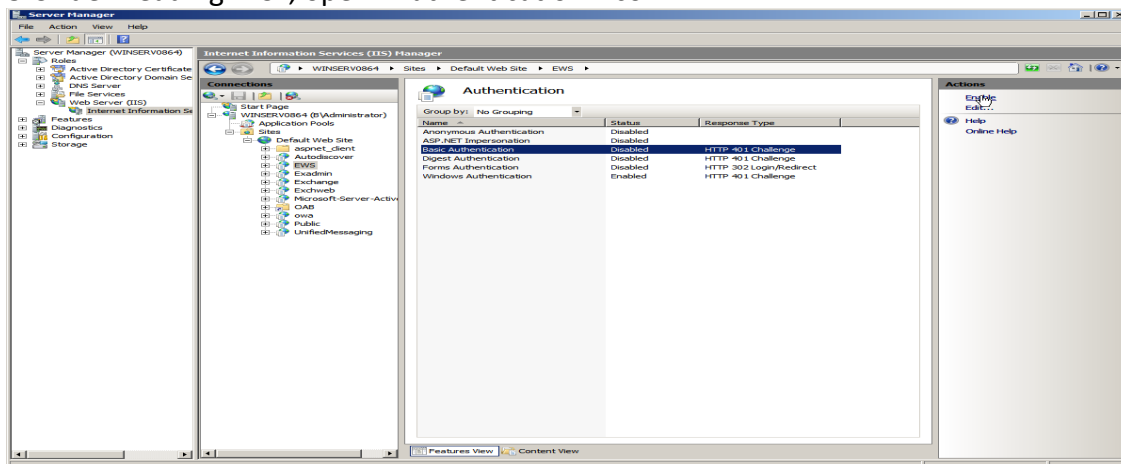 Server Manager
File Action View Help
Server Manager (WINSERV0864)
Roles
Active Directory Certificate
Active Directory Domain Se
DNS Server
File Services
Web Server (IIS)
Internet Information Se
Features
Diagnostics
Configuration
Storage
Internet Information Services (IIS) Manager
WINSERV0864 Sites Default Web Site EWS
Connections
Start Page
WINSERV0864 (B\Administrator)
Application Pools
Sites
Default Web Site
aspnet_client
Autodiscover
EWS
Exadmin
Exchange
Exchweb
Microsoft-Server-Active
OAB
owa
Public
UnifiedMessaging
Authentication
Group by: No Grouping
Name Status Response Type
Anonymous Authentication Disabled
ASP.NET Impersonation Disabled
Basic Authentication Disabled HTTP 401 Challenge
Digest Authentication Disabled HTTP 401 Challenge
Forms Authentication Disabled HTTP 302 Login/Redirect
Windows Authentication Enabled HTTP 401 Challenge
Features View Content View
Actions
Enable
Edit...
Help
Online Help